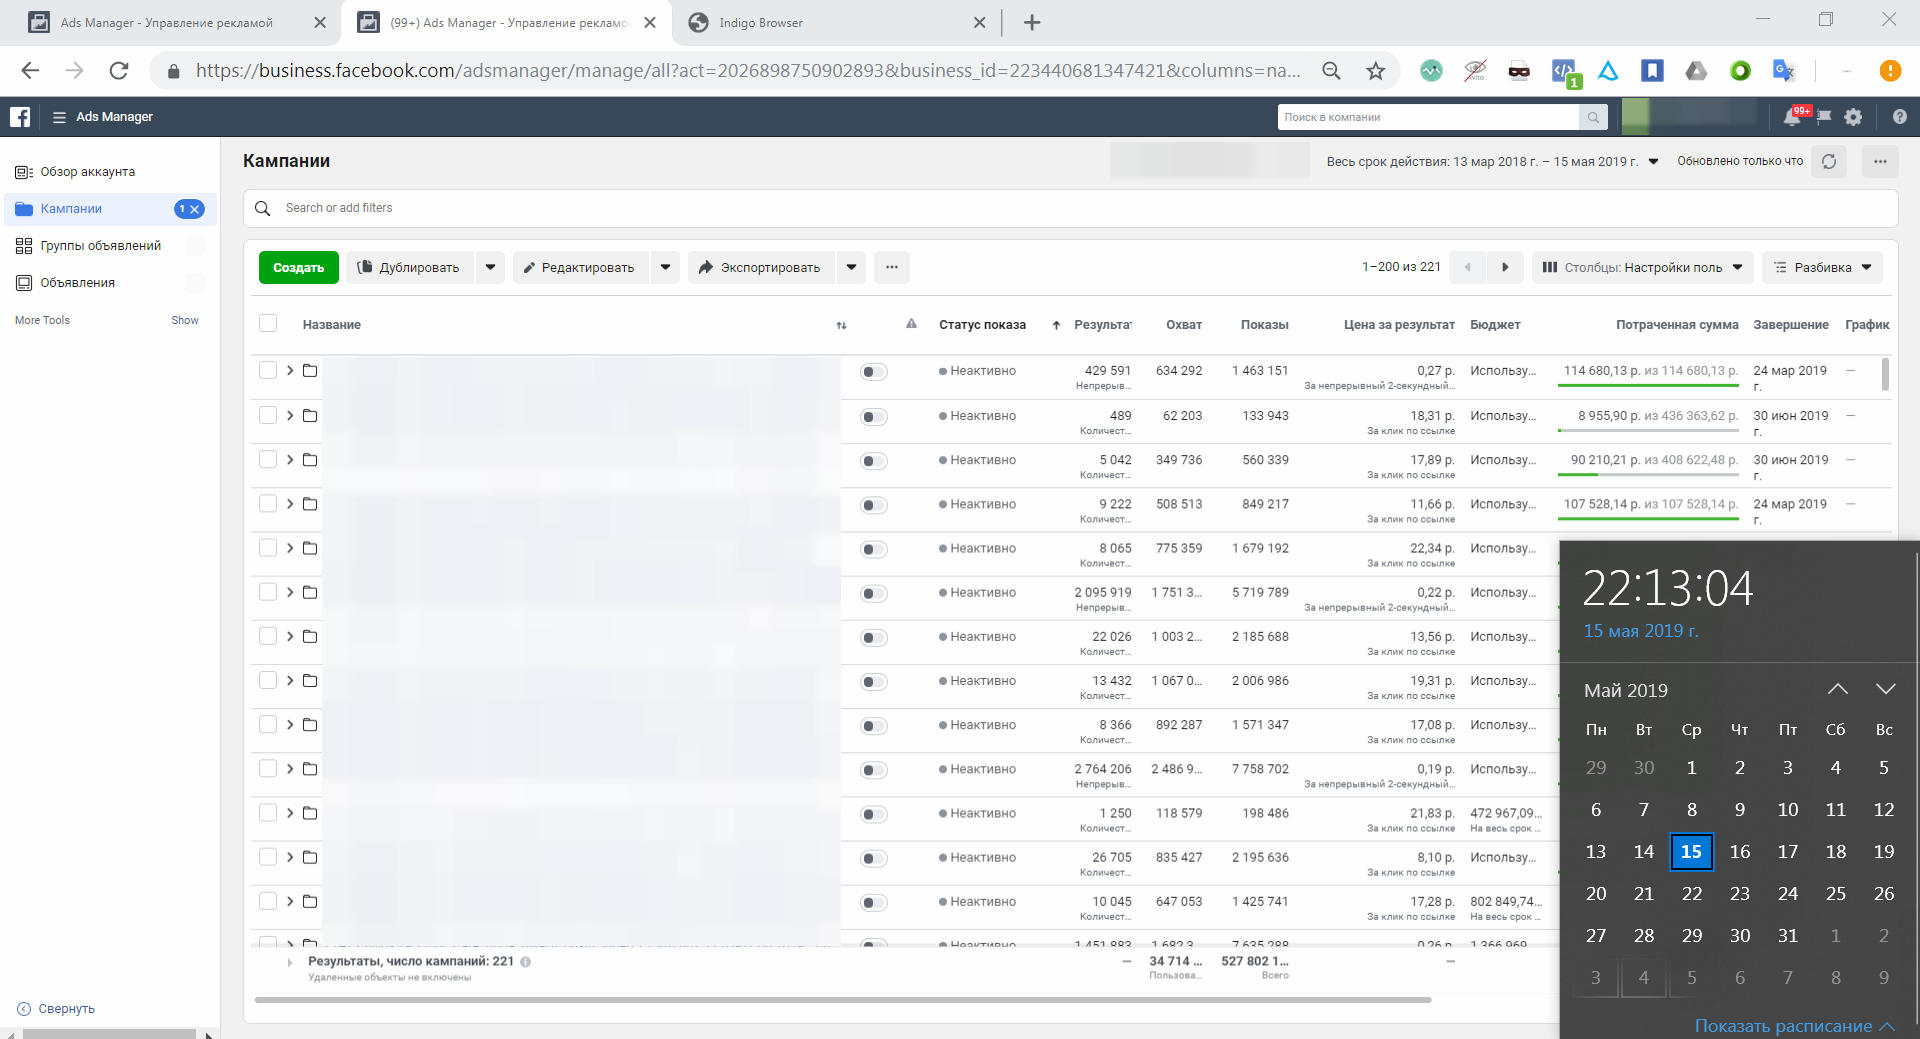 Ads Manager - Управление рекламой
(99+) Ads Manager - Управление рекламо
Indigo Browser
https://business.facebook.com/adsmanager/manage/all?act=2026898750902893&business_id=223440681347421&columns=na...
1
Ads Manager
Поиск в компании
99+
Обзор аккаунта
Кампании
1
Группы объявлений
Объявления
More Tools
Show
Кампании
Весь срок действия: 13 мар 2018 г. – 15 мая 2019 г.
Обновлено только что
Search or add filters
Создать
Дублировать
Редактировать
Экспортировать
1–200 из 221
Столбцы: Настройки поль
Разбивка
Название
Статус показа
Результат
Охват
Показы
Цена за результат
Бюджет
Потраченная сумма
Завершение
График
Неактивно 429 591 634 292 1 463 151 0,27 р. Использу... 114 680,13 р. из 114 680,13 р. 24 мар 2019 —
Непрерыв... За непрерывный 2-секундный... г.
Неактивно 489 62 203 133 943 18,31 р. Использу... 8 955,90 р. из 436 363,62 р. 30 июн 2019 —
Количест... За клик по ссылке г.
Неактивно 5 042 349 736 560 339 17,89 р. Использу... 90 210,21 р. из 408 622,48 р. 30 июн 2019 —
Количест... За клик по ссылке г.
Неактивно 9 222 508 513 849 217 11,66 р. Использу... 107 528,14 р. из 107 528,14 р. 24 мар 2019 —
Количест... За клик по ссылке г.
Неактивно 8 065 775 359 1 679 192 22,34 р. Использу...
Количест... За клик по ссылке
Неактивно 2 095 919 1 751 3... 5 719 789 0,22 р. Использу...
Непрерыв... За непрерывный 2-секундный...
Неактивно 22 026 1 003 2... 2 185 688 13,56 р. Использу...
Количест... За клик по ссылке
Неактивно 13 432 1 067 0... 2 006 986 19,31 р. Использу...
Количест... За клик по ссылке
Неактивно 8 366 892 287 1 571 347 17,08 р. Использу...
Количест... За клик по ссылке
Неактивно 2 764 206 2 486 9... 7 758 702 0,19 р. Использу...
Непрерыв... За непрерывный 2-секундный...
Неактивно 1 250 118 579 198 486 21,83 р. 472 967,09...
Количест... За клик по ссылке На весь срок ...
Неактивно 26 705 835 427 2 195 636 8,10 р. Использу...
Количест... За клик по ссылке
Неактивно 10 045 647 053 1 425 741 17,28 р. 802 849,74...
Количест... За клик по ссылке На весь срок ...
Неактивно 1 451 883 1 682 3... 7 635 288 0,26 р. 1 366 969
Результаты, число кампаний: 221 — 34 714 ... 527 802 1... —
Удаленные объекты не включены Пользова... Всего
Свернуть
22:13:04
15 мая 2019 г.
Май 2019
Пн Вт Ср Чт Пт Сб Вс
29 30 1 2 3 4 5
6 7 8 9 10 11 12
13 14 15 16 17 18 19
20 21 22 23 24 25 26
27 28 29 30 31 1 2
3 4 5 6 7 8 9
Показать расписание